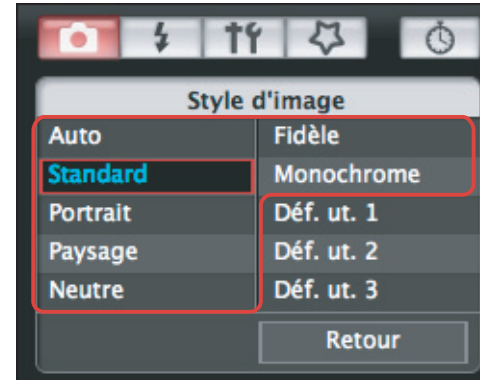 Style d'image
Auto
Standard
Portrait
Paysage
Neutre
Fidèle
Monochrome
Déf. ut. 1
Déf. ut. 2
Déf. ut. 3
Retour